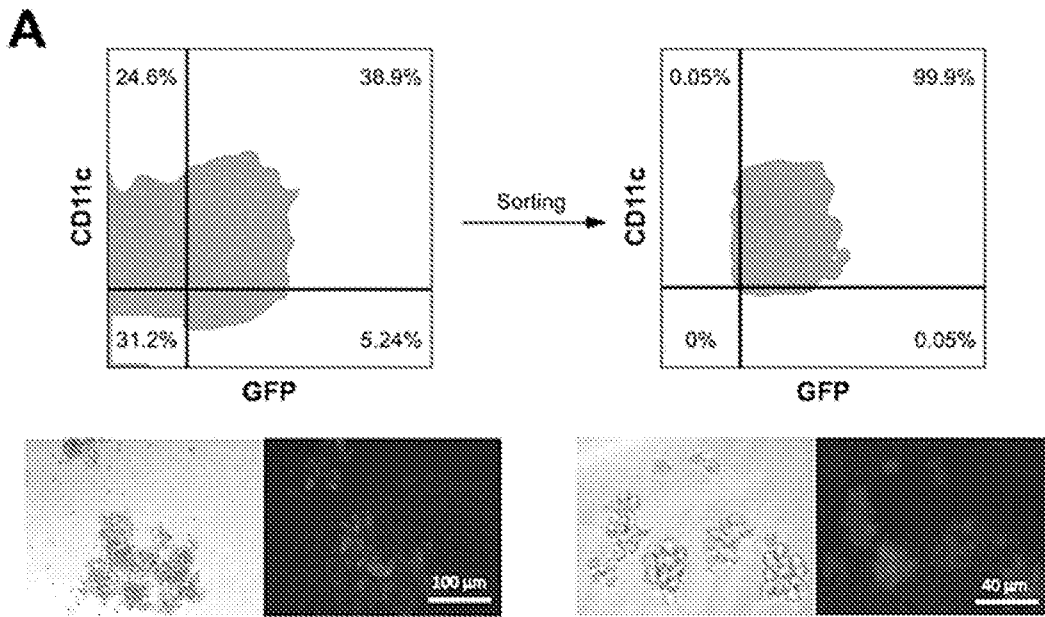 A
24.6% 38.9%
CD11c
31.2% 5.24%
GFP
Sorting
0.05% 99.9%
CD11c
0% 0.05%
GFP
100 µm
40 µm